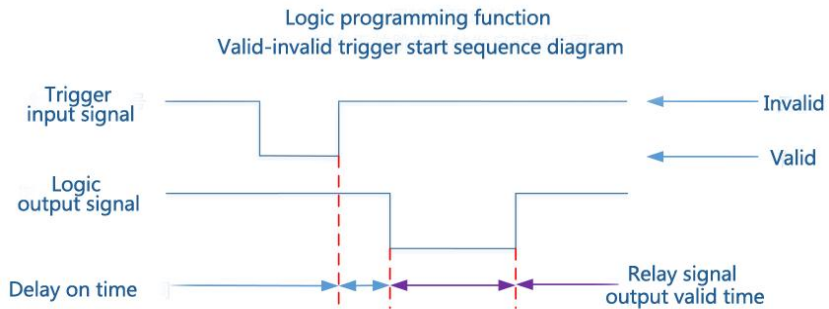 Logic programming function
Valid-invalid trigger start sequence diagram
Trigger
input signal
Invalid
Valid
Logic
output signal
Delay on time
Relay signal
output valid time